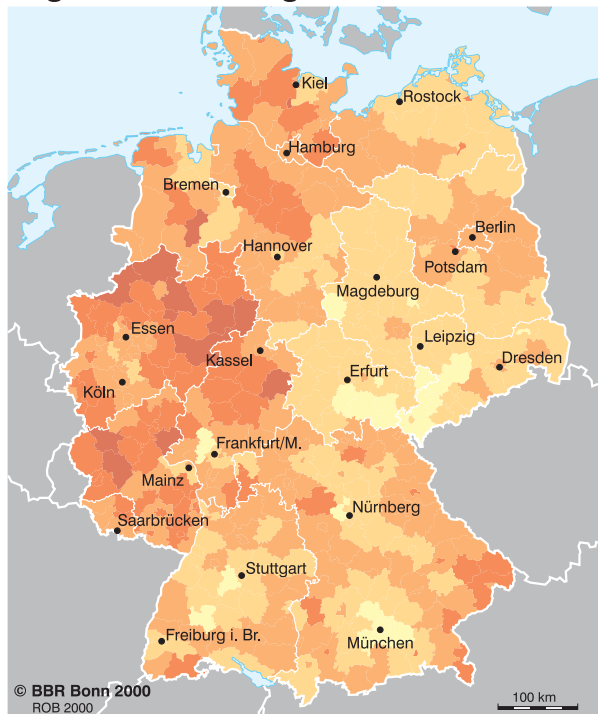 Kiel
Rostock
Hamburg
Bremen
Berlin
Hannover
Potsdam
Magdeburg
Essen
Leipzig
Kassel
Dresden
Erfurt
Köln
Frankfurt/M.
Mainz
Nürnberg
Saarbrücken
Stuttgart
Freiburg i. Br.
München
© BBR Bonn 2000
ROB 2000
100 km